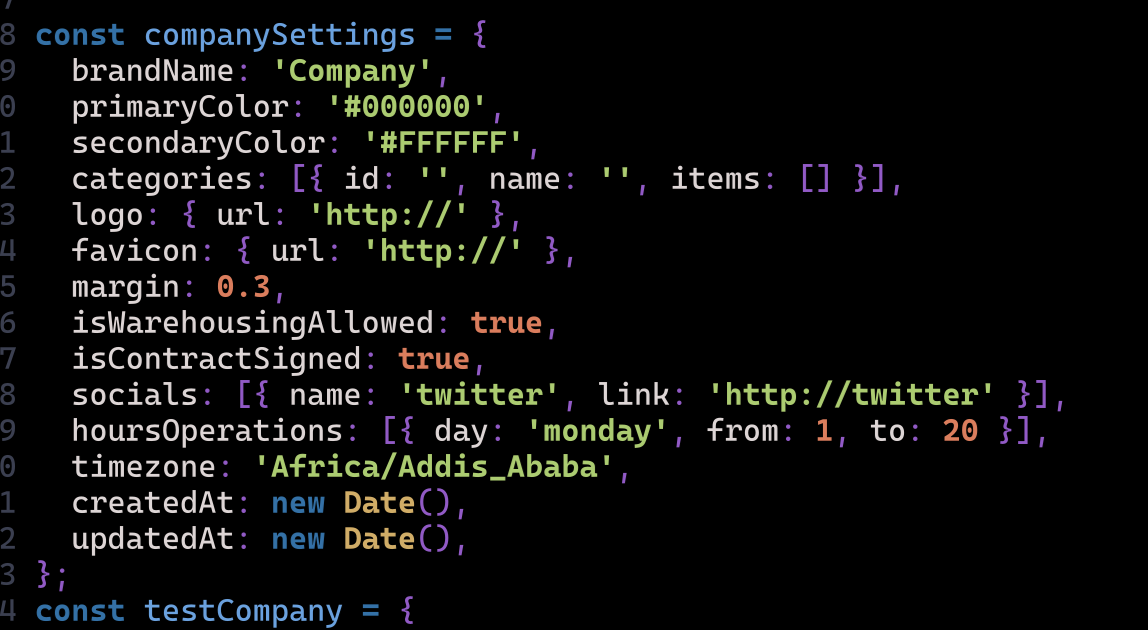 7
8 const companySettings = {
9   brandName: 'Company',
0   primaryColor: '#000000',
1   secondaryColor: '#FFFFFF',
2   categories: [{ id: '', name: '', items: [] }],
3   logo: { url: 'http://' },
4   favicon: { url: 'http://' },
5   margin: 0.3,
6   isWarehousingAllowed: true,
7   isContractSigned: true,
8   socials: [{ name: 'twitter', link: 'http://twitter' }],
9   hoursOperations: [{ day: 'monday', from: 1, to: 20 }],
0   timezone: 'Africa/Addis_Ababa',
1   createdAt: new Date(),
2   updatedAt: new Date(),
3 };
4 const testCompany = {